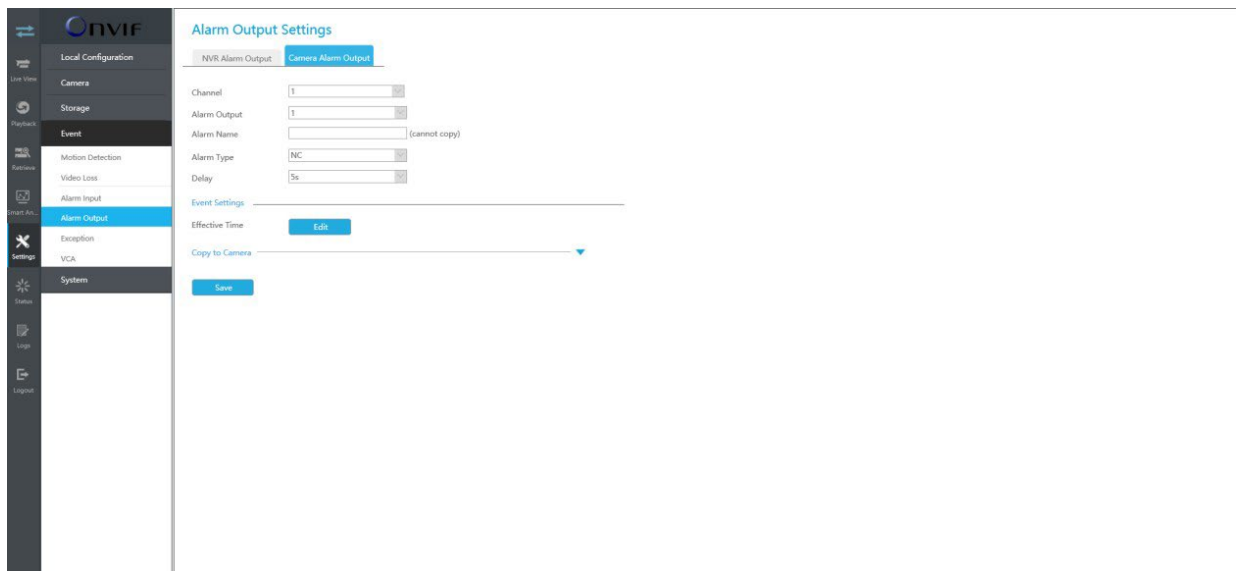 ONVIF
Live View
Playback
Retrieve
Smart An...
Settings
Status
Logs
Logout
Local Configuration
Camera
Storage
Event
Motion Detection
Video Loss
Alarm Input
Alarm Output
Exception
VCA
System
Alarm Output Settings
NVR Alarm Output Camera Alarm Output
Channel 1
Alarm Output 1
Alarm Name (cannot copy)
Alarm Type NC
Delay 5s
Event Settings
Effective Time Edit
Copy to Camera
Save